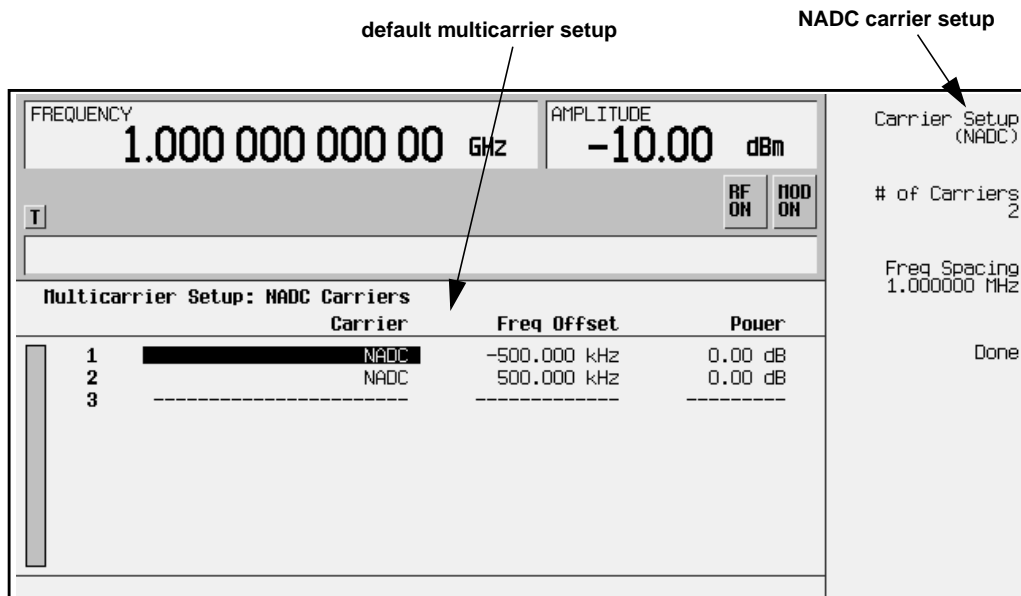 default multicarrier setup
NADC carrier setup
FREQUENCY
1.000 000 000 00 GHz
AMPLITUDE
-10.00 dBm
RF ON
MOD ON
T
Multicarrier Setup: NADC Carriers
Carrier Freq Offset Power
1 NADC -500.000 kHz 0.00 dB
2 NADC 500.000 kHz 0.00 dB
3 ----------------------- ------------- ---------
Carrier Setup
(NADC)
# of Carriers
2
Freq Spacing
1.000000 MHz
Done